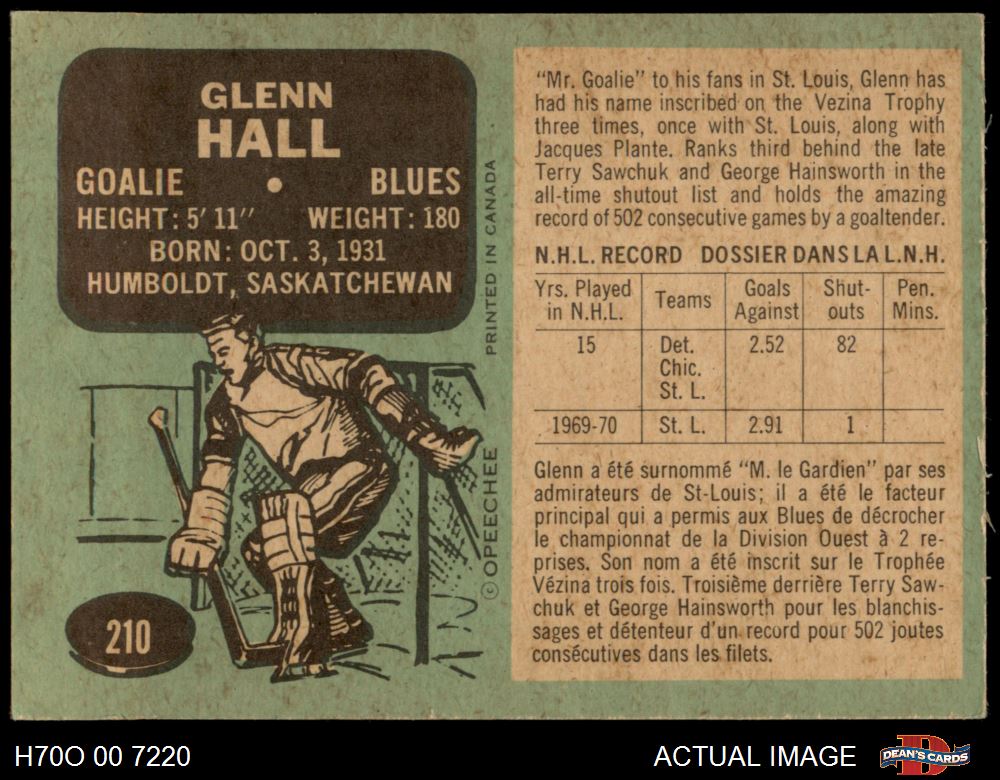 GLENN
HALL
GOALIE • BLUES
HEIGHT: 5' 11" WEIGHT: 180
BORN: OCT. 3, 1931
HUMBOLDT, SASKATCHEWAN
PRINTED IN CANADA
© OPEECHEE
210
"Mr. Goalie" to his fans in St. Louis, Glenn has
had his name inscribed on the Vezina Trophy
three times, once with St. Louis, along with
Jacques Plante. Ranks third behind the late
Terry Sawchuk and George Hainsworth in the
all-time shutout list and holds the amazing
record of 502 consecutive games by a goaltender.
N.H.L. RECORD DOSSIER DANS LA L.N.H.
Yrs. Played in N.H.L. Teams Goals Against Shut-outs Pen. Mins.
15 Det. 2.52 82
Chic.
St. L.
1969-70 St. L. 2.91 1
Glenn a été surnommé "M. le Gardien" par ses
admirateurs de St-Louis; il a été le facteur
principal qui a permis aux Blues de décrocher
le championnat de la Division Ouest à 2 re-
prises. Son nom a été inscrit sur le Trophée
Vézina trois fois. Troisième derrière Terry Saw-
chuk et George Hainsworth pour les blanchis-
sages et détenteur d'un record pour 502 joutes
consécutives dans les filets.
H70O 00 7220
ACTUAL IMAGE
DEAN'S CARDS